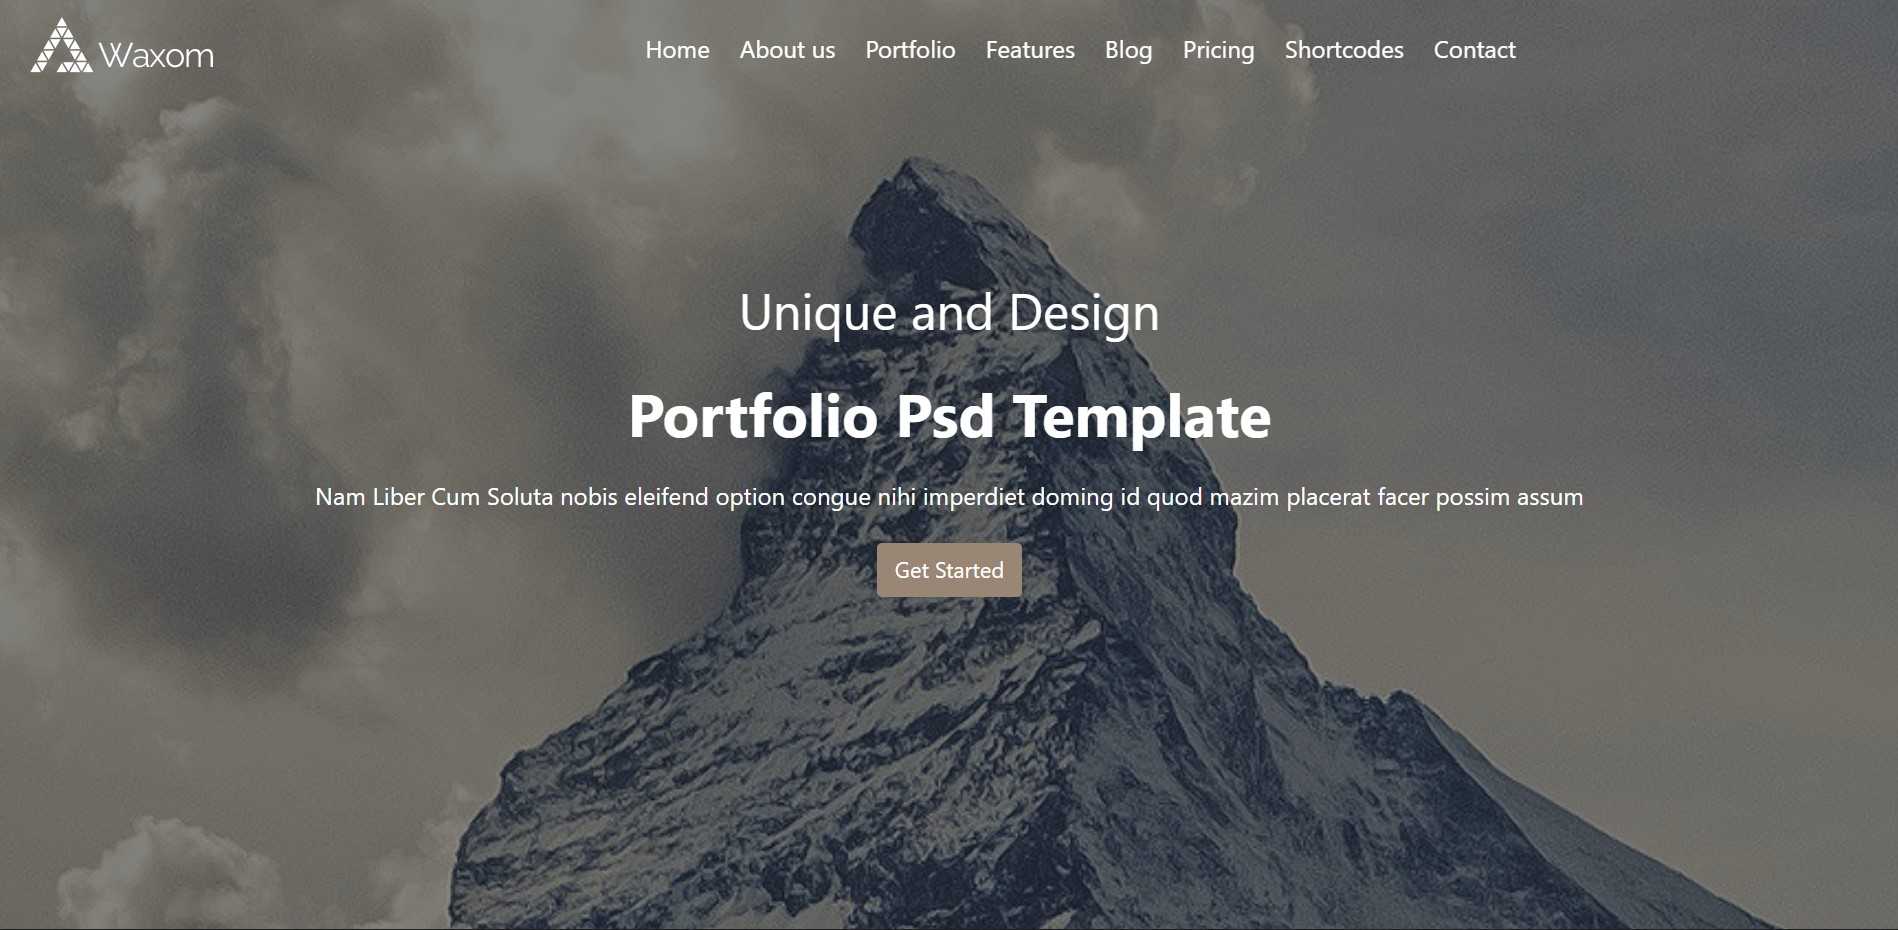 Waxom
Home About us Portfolio Features Blog Pricing Shortcodes Contact
Unique and Design
Portfolio Psd Template
Nam Liber Cum Soluta nobis eleifend option congue nihi imperdiet doming id quod mazim placerat facer possim assum
Get Started